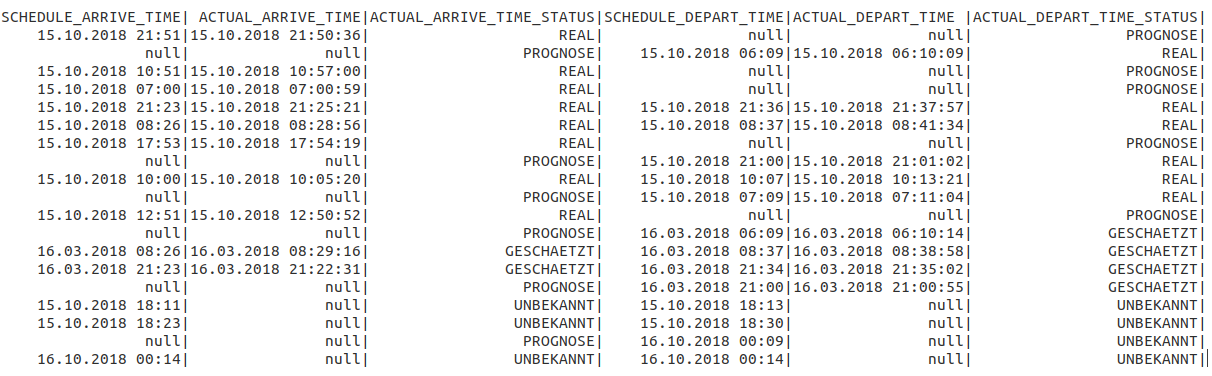 SCHEDULE_ARRIVE_TIME| ACTUAL_ARRIVE_TIME|ACTUAL_ARRIVE_TIME_STATUS|SCHEDULE_DEPART_TIME|ACTUAL_DEPART_TIME |ACTUAL_DEPART_TIME_STATUS|
15.10.2018 21:51|15.10.2018 21:50:36| REAL| null| null| PROGNOSE|
null| null| PROGNOSE| 15.10.2018 06:09|15.10.2018 06:10:09| REAL|
15.10.2018 10:51|15.10.2018 10:57:00| REAL| null| null| PROGNOSE|
15.10.2018 07:00|15.10.2018 07:00:59| REAL| null| null| PROGNOSE|
15.10.2018 21:23|15.10.2018 21:25:21| REAL| 15.10.2018 21:36|15.10.2018 21:37:57| REAL|
15.10.2018 08:26|15.10.2018 08:28:56| REAL| 15.10.2018 08:37|15.10.2018 08:41:34| REAL|
15.10.2018 17:53|15.10.2018 17:54:19| REAL| null| null| PROGNOSE|
null| null| PROGNOSE| 15.10.2018 21:00|15.10.2018 21:01:02| REAL|
15.10.2018 10:00|15.10.2018 10:05:20| REAL| 15.10.2018 10:07|15.10.2018 10:13:21| REAL|
null| null| PROGNOSE| 15.10.2018 07:09|15.10.2018 07:11:04| REAL|
15.10.2018 12:51|15.10.2018 12:50:52| REAL| null| null| PROGNOSE|
null| null| PROGNOSE| 16.03.2018 06:09|16.03.2018 06:10:14| GESCHAETZT|
16.03.2018 08:26|16.03.2018 08:29:16| GESCHAETZT| 16.03.2018 08:37|16.03.2018 08:38:58| GESCHAETZT|
16.03.2018 21:23|16.03.2018 21:22:31| GESCHAETZT| 16.03.2018 21:34|16.03.2018 21:35:02| GESCHAETZT|
null| null| PROGNOSE| 16.03.2018 21:00|16.03.2018 21:00:55| GESCHAETZT|
15.10.2018 18:11| null| UNBEKANNT| 15.10.2018 18:13| null| UNBEKANNT|
15.10.2018 18:23| null| UNBEKANNT| 15.10.2018 18:30| null| UNBEKANNT|
null| null| PROGNOSE| 16.10.2018 00:09| null| UNBEKANNT|
16.10.2018 00:14| null| UNBEKANNT| 16.10.2018 00:14| null| UNBEKANNT|